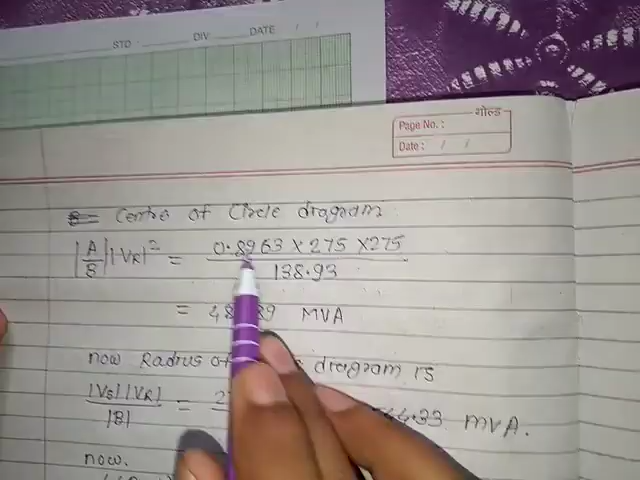 STD DIV DATE / /
गोल्ड
Page No. :
Date : / /
Centre of Circle diagram
|A/B| |VR|² = 0.8963 × 275 × 275 / 138.93
= MVA
now Radius of diagram is
|VS| |VR| / |B| = .33 MVA.
now.